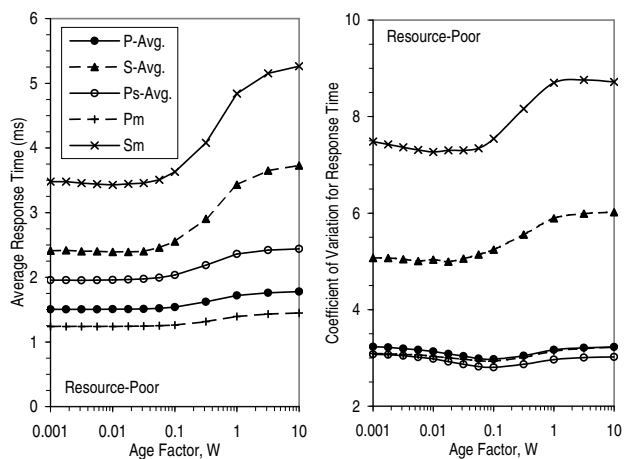 6
5
4
3
2
1
0
Average Response Time (ms)
P-Avg.
S-Avg.
Ps-Avg.
Pm
Sm
Resource-Poor
0.001 0.01 0.1 1 10
Age Factor, W
10
8
6
4
2
Coefficient of Variation for Response Time
Resource-Poor
0.001 0.01 0.1 1 10
Age Factor, W